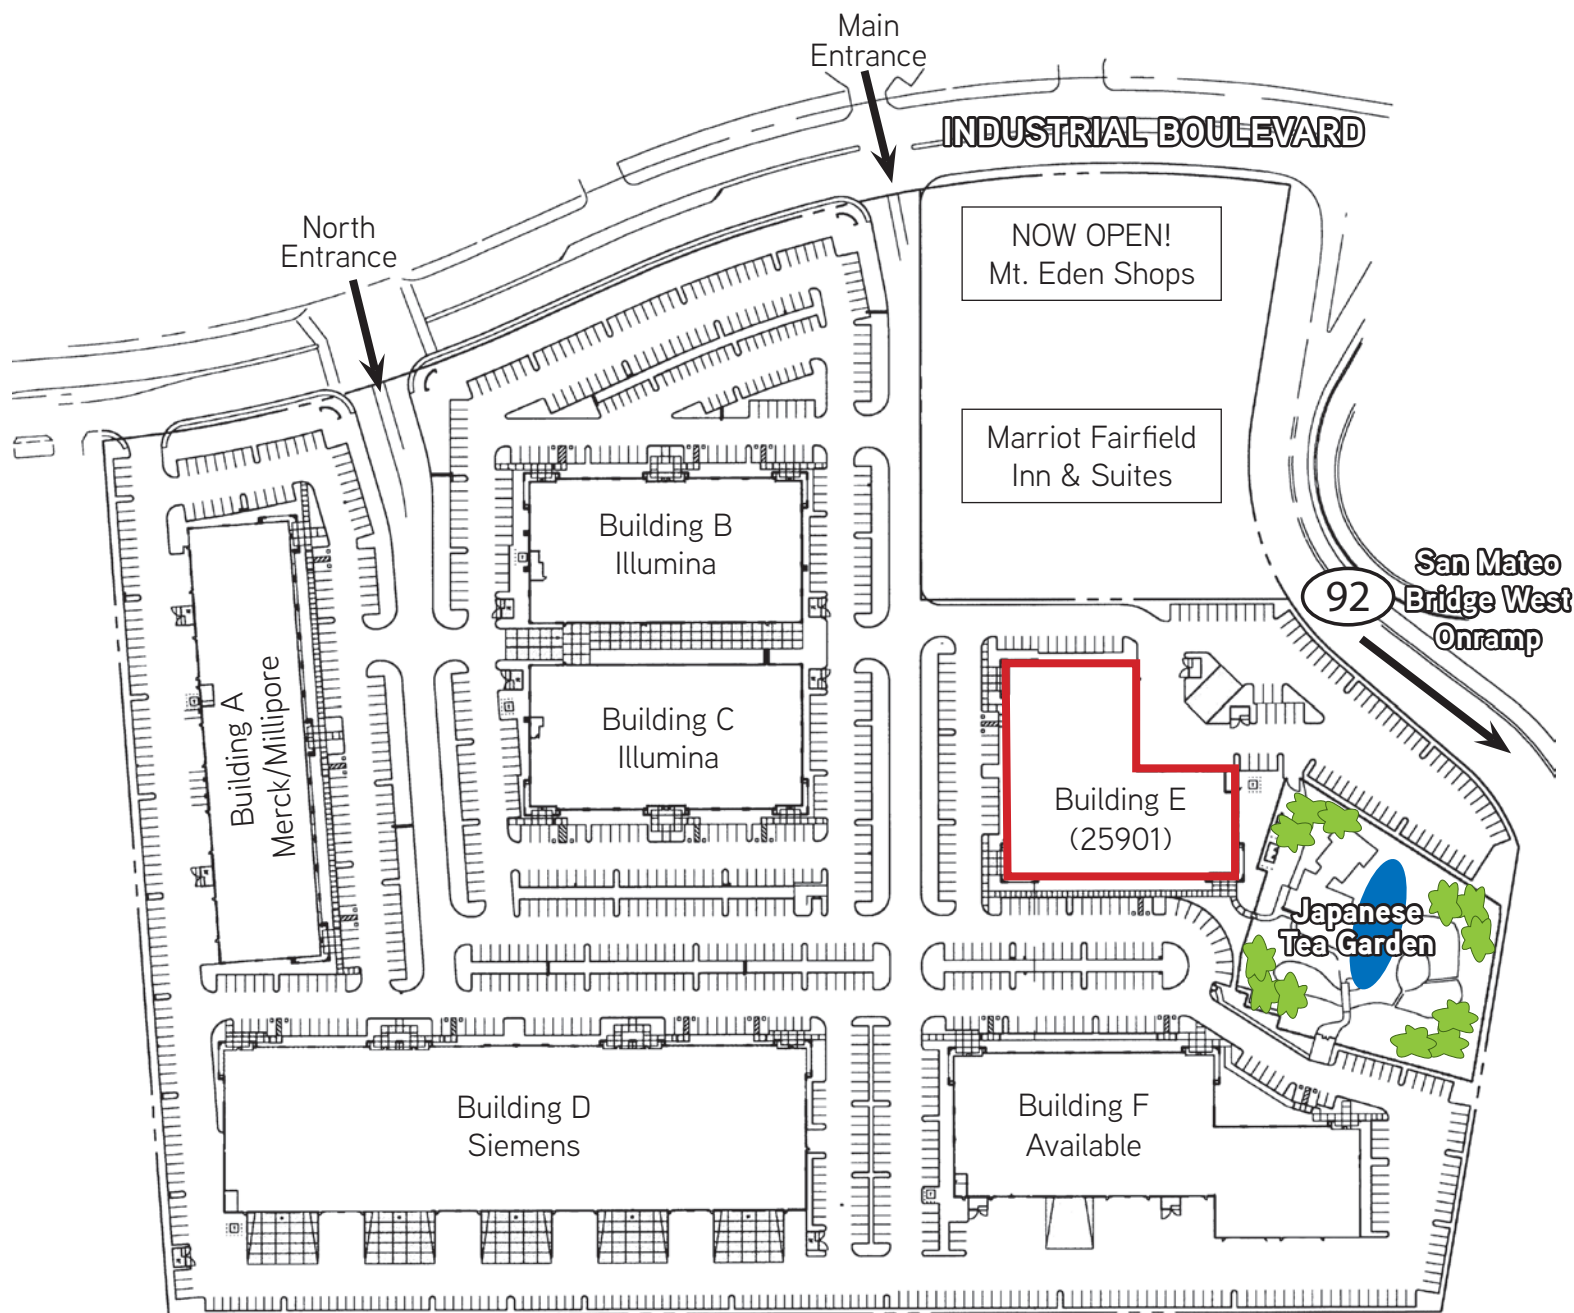 Main
Entrance
INDUSTRIAL BOULEVARD
North
Entrance
NOW OPEN!
Mt. Eden Shops
Marriot Fairfield
Inn & Suites
Building B
Illumina
92
San Mateo
Bridge West
Onramp
Building A
Merck/Millipore
Building C
Illumina
Building E
(25901)
Japanese
Tea Garden
Building D
Siemens
Building F
Available